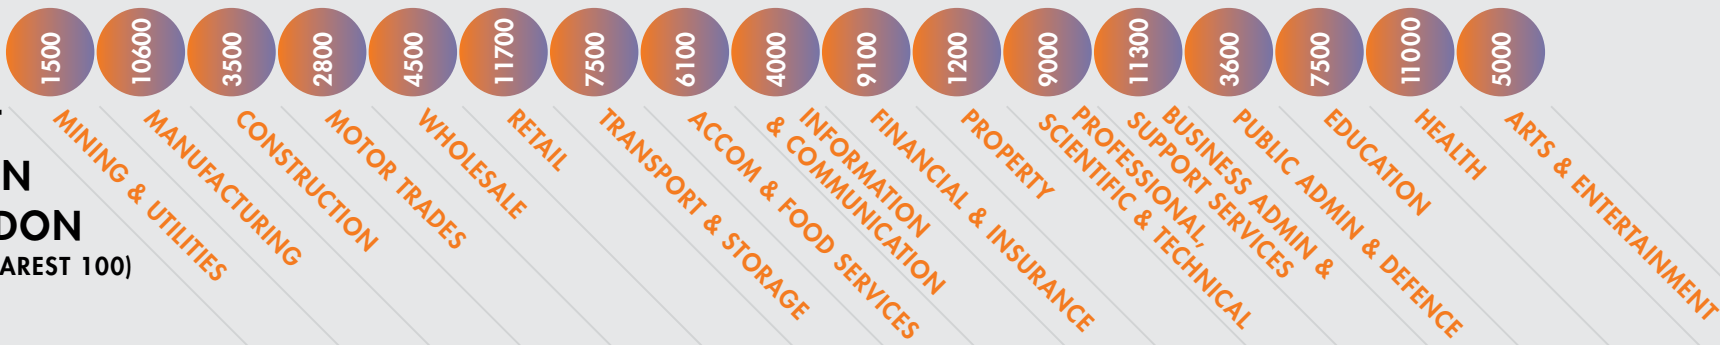 1500
10600
3500
2800
4500
11700
7500
6100
4000
9100
1200
9000
11300
3600
7500
11000
5000
MINING & UTILITIES
MANUFACTURING
CONSTRUCTION
MOTOR TRADES
WHOLESALE
RETAIL
TRANSPORT & STORAGE
ACCOM & FOOD SERVICES
INFORMATION
& COMMUNICATION
FINANCIAL & INSURANCE
PROPERTY
PROFESSIONAL,
SCIENTIFIC & TECHNICAL
BUSINESS ADMIN &
SUPPORT SERVICES
PUBLIC ADMIN & DEFENCE
EDUCATION
HEALTH
ARTS & ENTERTAINMENT
N
DON
AREST 100)